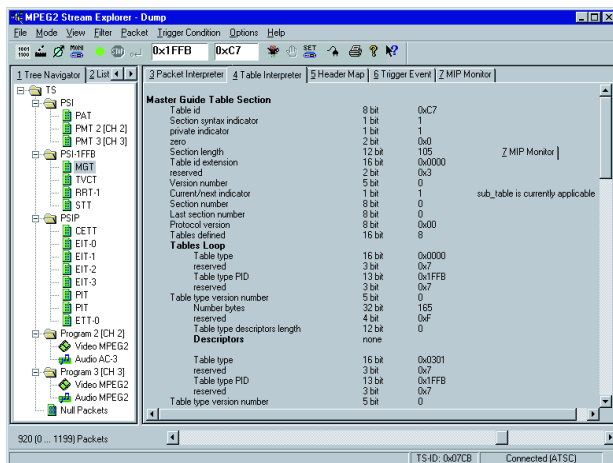 MPEG2 Stream Explorer - Dump
File Mode View Filter Packet Trigger Condition Options Help
0x1FFB 0xC7 SET
1 Tree Navigator 2 List
3 Packet Interpreter 4 Table Interpreter 5 Header Map 6 Trigger Event 7 MIP Monitor
TS
PSI
PAT
PMT 2 [CH 2]
PMT 3 [CH 3]
PSI-1FFB
MGT
TVCT
RRT-1
STT
PSIP
CETT
EIT-0
EIT-1
EIT-2
EIT-3
PIT
PIT
ETT-0
Program 2 [CH 2]
Video MPEG2
Audio AC-3
Program 3 [CH 3]
Video MPEG2
Audio MPEG2
Null Packets
Master Guide Table Section
Table id 8 bit 0xC7
Section syntax indicator 1 bit 1
private indicator 1 bit 1
zero 2 bit 0x0
Section length 12 bit 105 7 MIP Monitor
Table id extension 16 bit 0x0000
reserved 2 bit 0x3
Version number 5 bit 0
Current/next indicator 1 bit 1 sub_table is currently applicable
Section number 8 bit 0
Last section number 8 bit 0
Protocol version 8 bit 0x00
Tables defined 16 bit 8
Tables Loop
Table type 16 bit 0x0000
reserved 3 bit 0x7
Table type PID 13 bit 0x1FFB
reserved 3 bit 0x7
Table type version number 5 bit 0
Number bytes 32 bit 165
reserved 4 bit 0xF
Table type descriptors length 12 bit 0
Descriptors none
Table type 16 bit 0x0301
reserved 3 bit 0x7
Table type PID 13 bit 0x1FFB
reserved 3 bit 0x7
Table type version number 5 bit 0
920 (0 ... 1199) Packets
TS-ID: 0x07CB Connected (ATSC)